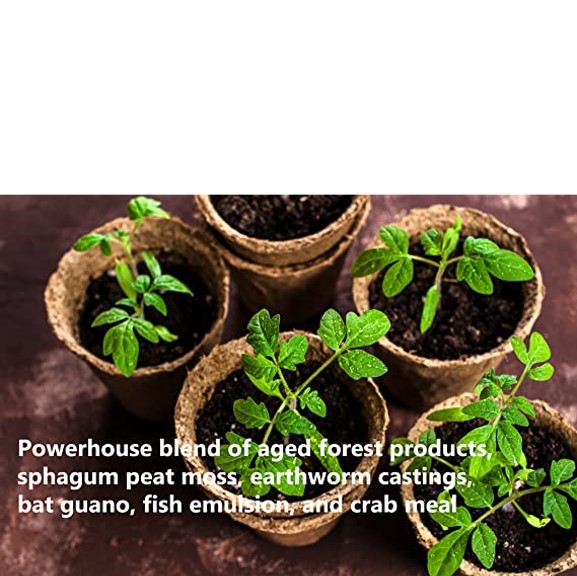 Powerhouse blend of aged forest products,
sphagum peat moss, earthworm castings,
bat guano, fish emulsion, and crab meal